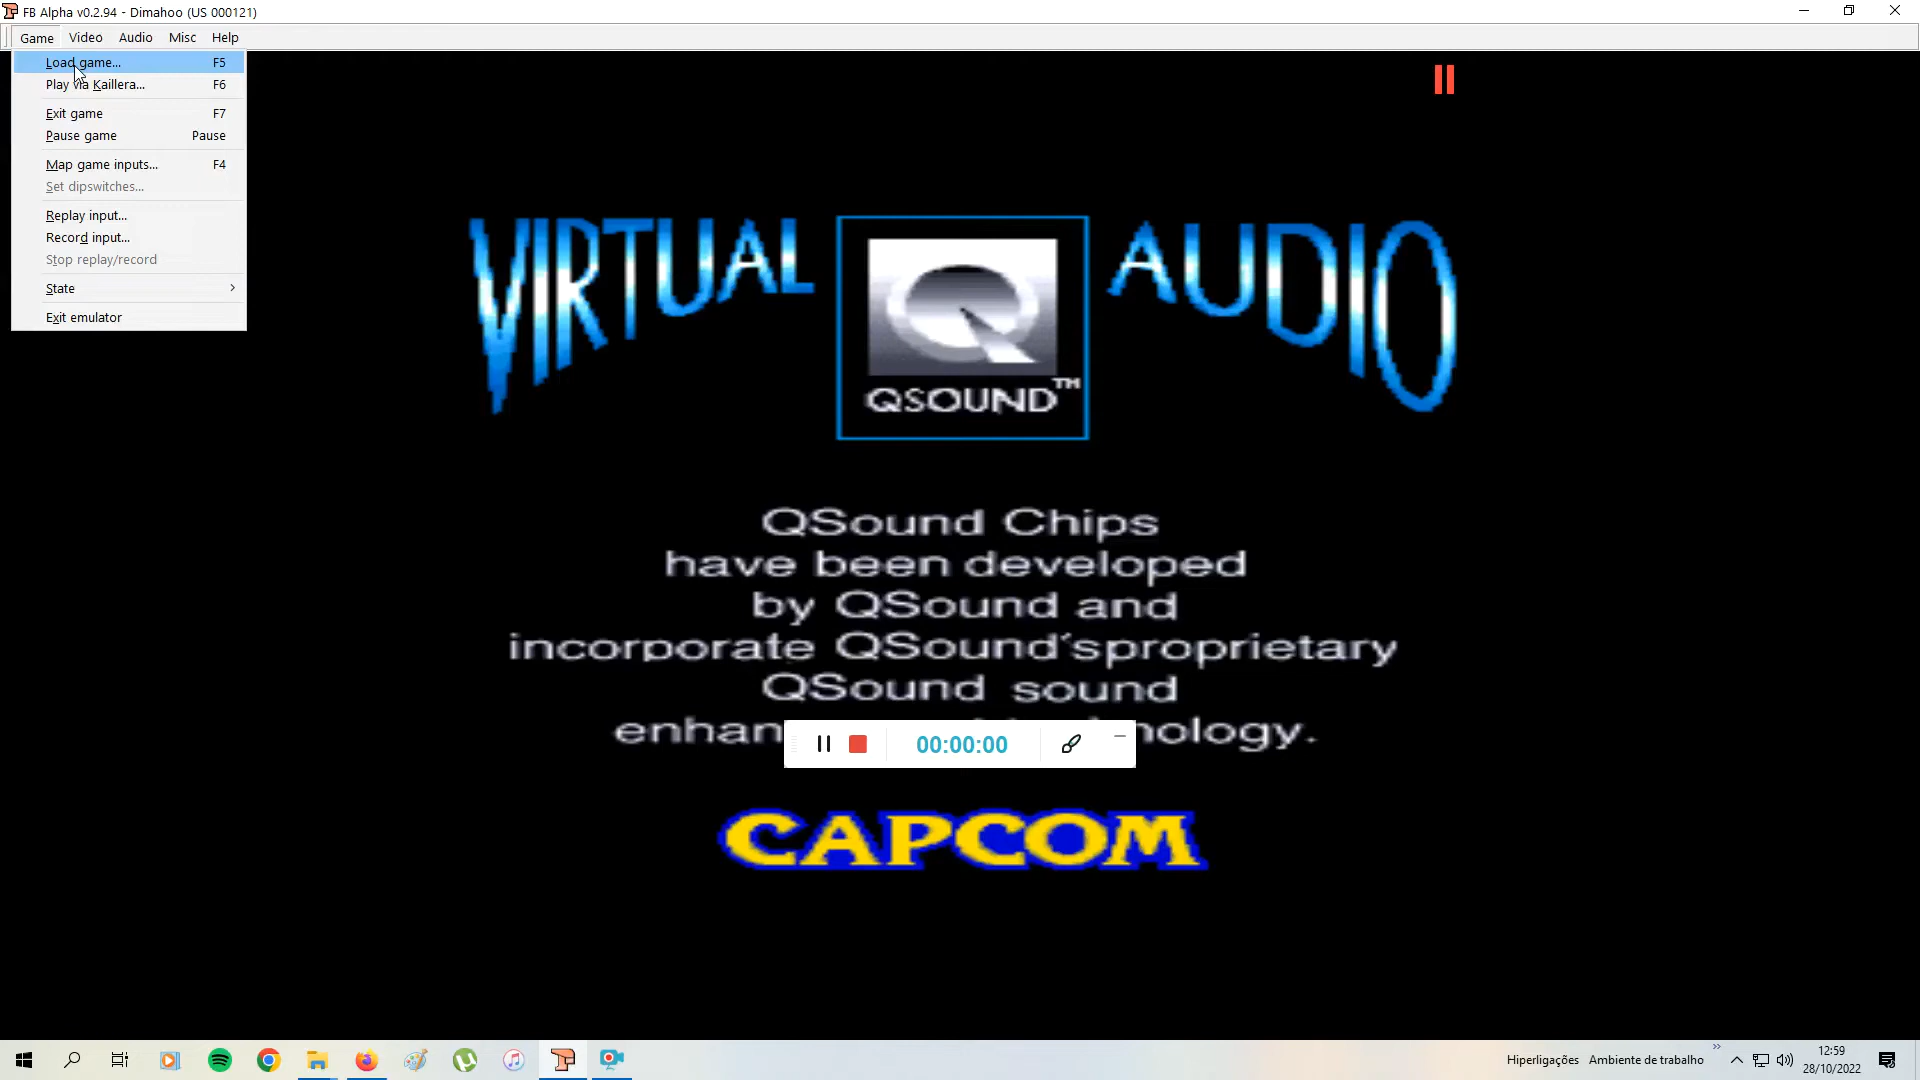 FB Alpha v0.2.94 - Dimahoo (US 000121)
Game Video Audio Misc Help
Load game... F5
Play via Kaillera... F6
Exit game F7
Pause game Pause
Map game inputs... F4
Set dipswitches...
Replay input...
Record input...
Stop replay/record
State
Exit emulator
VIRTUAL AUDIO
QSOUND™
QSound Chips
have been developed
by QSound and
incorporate QSound'sproprietary
QSound sound
enhan nology.
00:00:00
CAPCOM
Hiperligações Ambiente de trabalho
12:59
28/10/2022